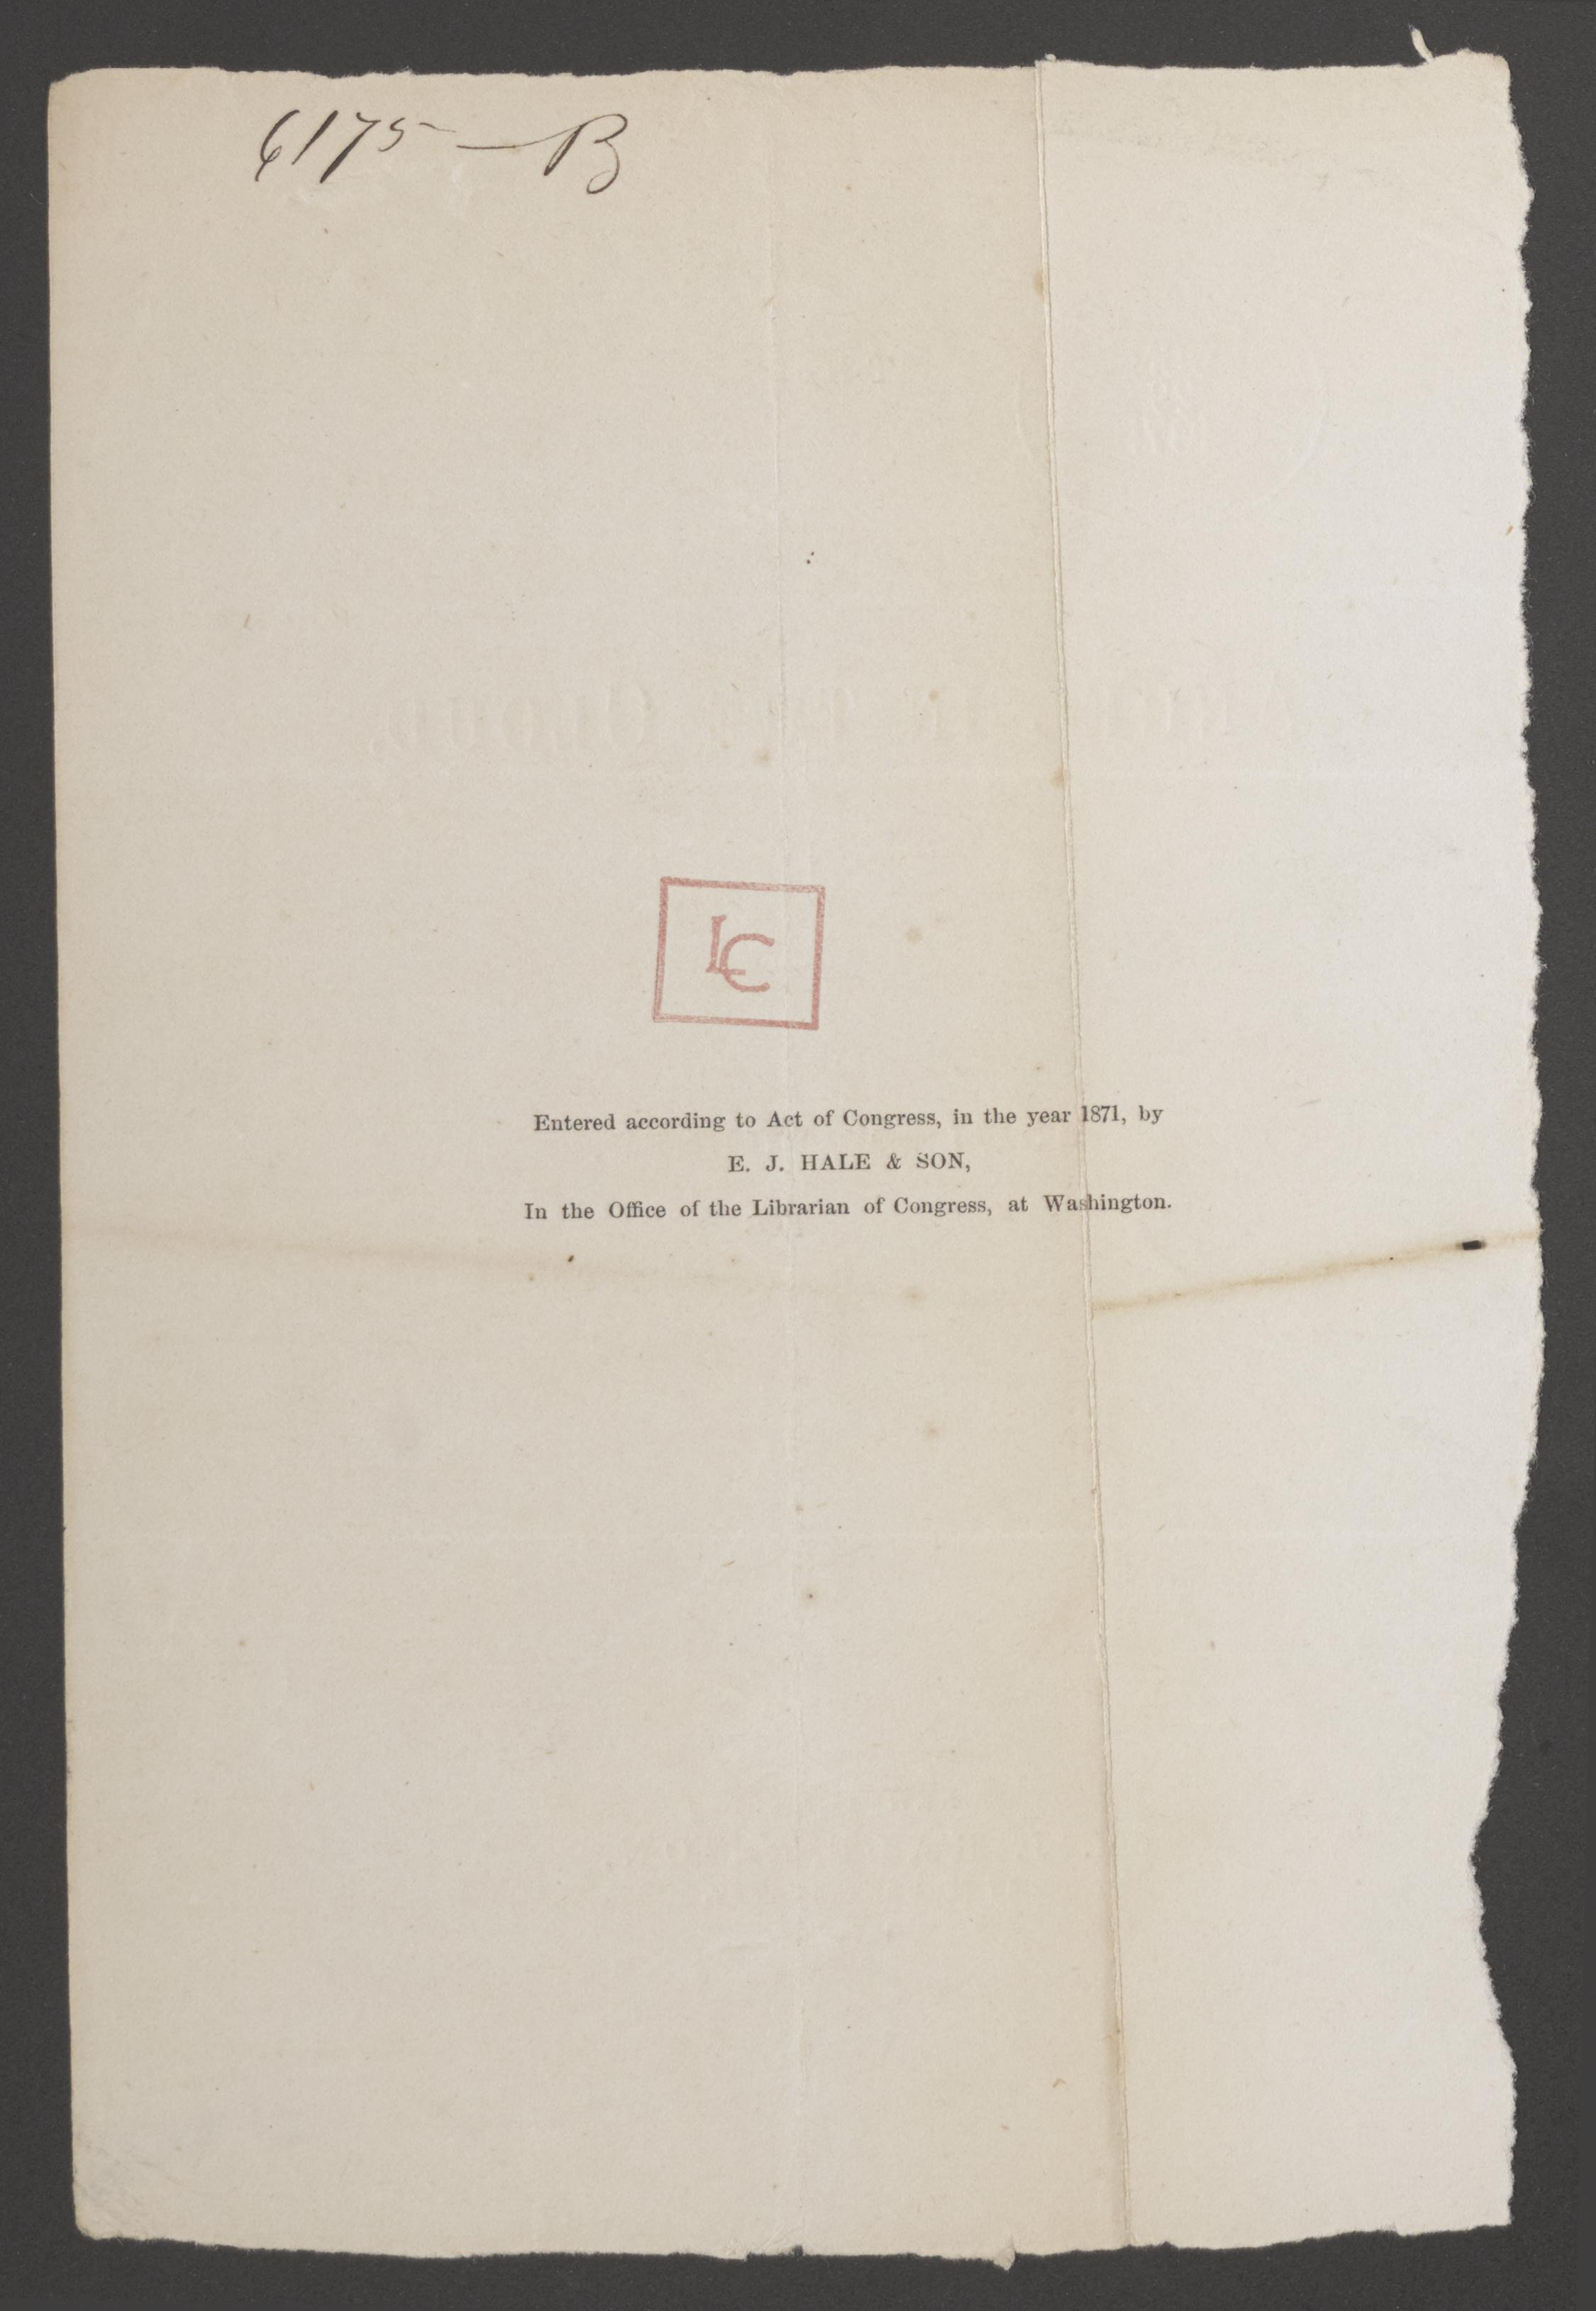 6175 — B
LC
Entered according to Act of Congress, in the year 1871, by
E. J. HALE & SON,
In the Office of the Librarian of Congress, at Washington.